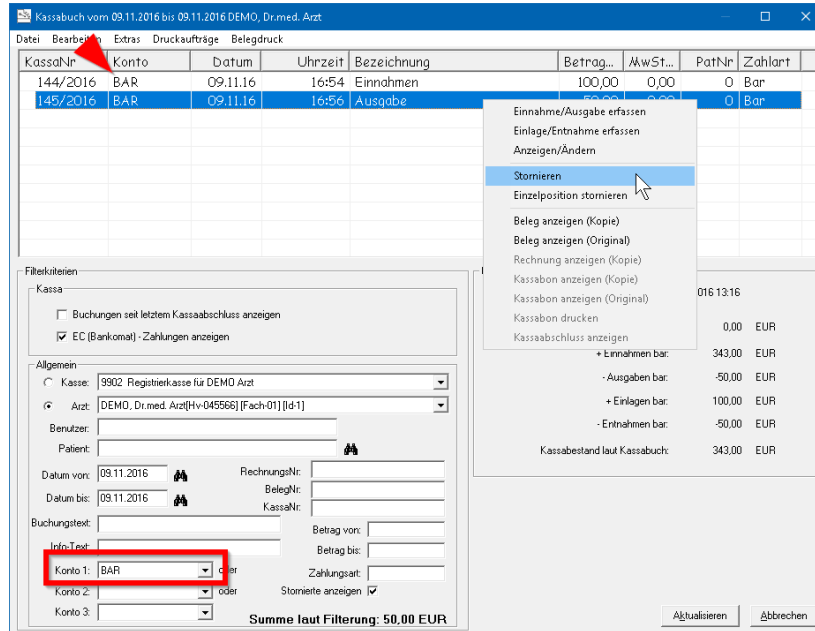 Kassabuch vom 09.11.2016 bis 09.11.2016 DEMO, Dr.med. Arzt
Datei Bearbeiten Extras Druckaufträge Belegdruck
KassaNr Konto Datum Uhrzeit Bezeichnung Betrag... MwSt... PatNr Zahlart
144/2016 BAR 09.11.16 16:54 Einnahmen 100,00 0,00 0 Bar
145/2016 BAR 09.11.16 16:56 Ausgabe 50,00 0,00 0 Bar
Einnahme/Ausgabe erfassen
Einlage/Entnahme erfassen
Anzeigen/Ändern
Stornieren
Einzelposition stornieren
Beleg anzeigen (Kopie)
Beleg anzeigen (Original)
Rechnung anzeigen (Kopie)
Kassabon anzeigen (Kopie)
Kassabon anzeigen (Original)
Kassabon drucken
Kassaabschluss anzeigen
Filterkriterien
Kassa
Buchungen seit letztem Kassaabschluss anzeigen
EC (Bankomat) - Zahlungen anzeigen
Allgemein
Kasse: 9902 Registrierkasse für DEMO Arzt
Arzt: DEMO, Dr.med. Arzt[Hv-045566] [Fach-01] [Id-1]
Benutzer:
Patient:
Datum von: 09.11.2016 RechnungsNr:
BelegNr:
Datum bis: 09.11.2016
KassaNr:
Buchungstext:
Betrag von:
Info-Text:
Betrag bis:
Konto 1: BAR oder Zahlungsart:
Konto 2: oder Stornierte anzeigen
Konto 3:
Summe laut Filterung: 50,00 EUR
016 13:16
0,00 EUR
+ Einnahmen bar: 343,00 EUR
- Ausgaben bar: -50,00 EUR
+ Einlagen bar: 100,00 EUR
- Entnahmen bar: -50,00 EUR
Kassabestand laut Kassabuch: 343,00 EUR
Aktualisieren Abbrechen